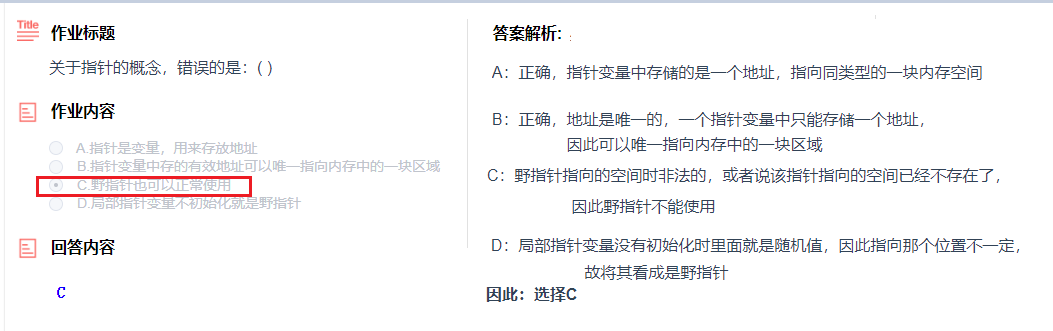 Title 作业标题
关于指针的概念，错误的是：( )
作业内容
A.指针是变量，用来存放地址
B.指针变量中存的有效地址可以唯一指向内存中的一块区域
C.野指针也可以正常使用
D.局部指针变量不初始化就是野指针
回答内容
C
答案解析：
A：正确，指针变量中存储的是一个地址，指向同类型的一块内存空间
B：正确，地址是唯一的，一个指针变量中只能存储一个地址，
因此可以唯一指向内存中的一块区域
C：野指针指向的空间时非法的，或者说该指针指向的空间已经不存在了，
因此野指针不能使用
D：局部指针变量没有初始化时里面就是随机值，因此指向那个位置不一定，
故将其看成是野指针
因此：选择C